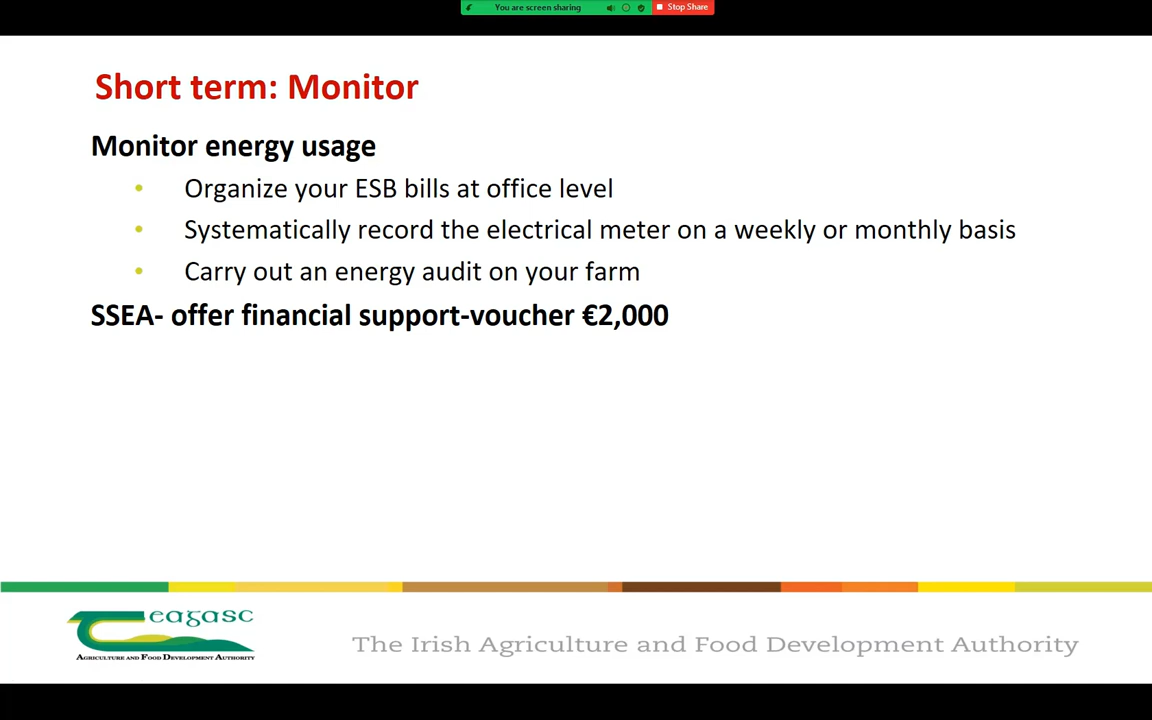 You are screen sharing
Stop Share
Short term: Monitor
Monitor energy usage
• Organize your ESB bills at office level
• Systematically record the electrical meter on a weekly or monthly basis
• Carry out an energy audit on your farm
SSEA- offer financial support-voucher €2,000
eagasc
AGRICULTURE AND FOOD DEVELOPMENT AUTHORITY
The Irish Agriculture and Food Development Authority